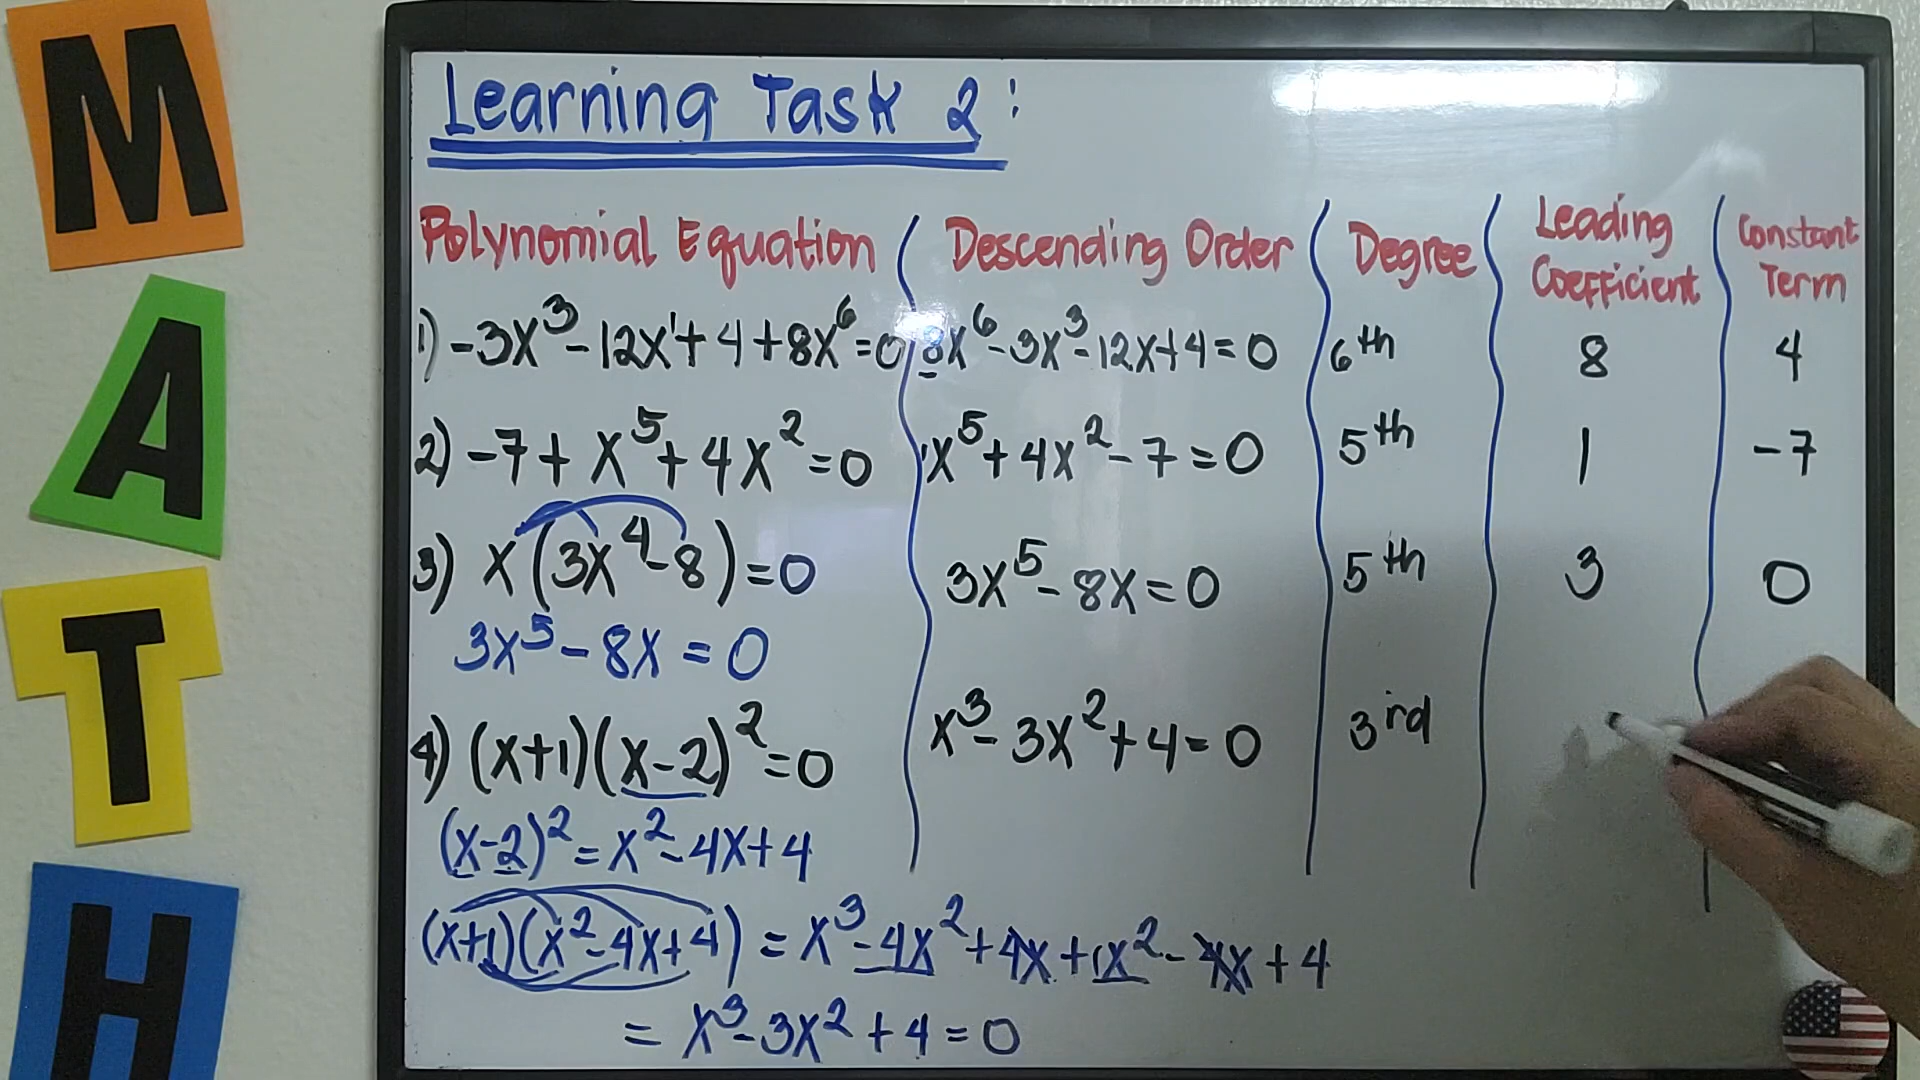 MATH
Learning Task 2:
Polynomial Equation | Descending Order | Degree | Leading Coefficient | Constant Term
1) -3x³-12x¹+4+8x⁶=0 | 8x⁶-3x³-12x+4=0 | 6th | 8 | 4
2) -7+x⁵+4x²=0 | 1x⁵+4x²-7=0 | 5th | 1 | -7
3) x(3x⁴-8)=0 | 3x⁵-8x=0 | 5th | 3 | 0
3x⁵-8x=0
4) (x+1)(x-2)²=0 | x³-3x²+4=0 | 3rd
(x-2)²=x²-4x+4
(x+1)(x²-4x+4)=x³-4x²+4x+1x²-4x+4
=x³-3x²+4=0